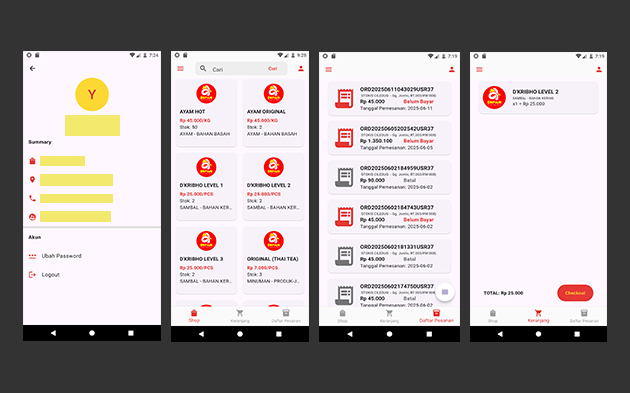 7:24
Y
Summary
Akun
Ubah Password
Logout
9:25
Cari
Cari
AYAM HOT
Rp 45.000/KG
Stok: 50
AYAM - BAHAN BASAH
AYAM ORIGINAL
Rp 45.000/KG
Stok: 2
AYAM - BAHAN BASAH
D'KRIBHO LEVEL 1
Rp 25.000/PCS
Stok: 2
SAMBAL - BAHAN KER...
D'KRIBHO LEVEL 2
Rp 25.000/PCS
Stok: 2
SAMBAL - BAHAN KER...
D'KRIBHO LEVEL 3
Rp 25.000/PCS
Stok: 2
SAMBAL - BAHAN KER...
ORIGINAL (THAI TEA)
Rp 7.000/PCS
Stok: 3
MINUMAN - PRODUK-J...
Shop
Keranjang
Daftar Pesanan
7:19
ORD20250611043029USR37
Rp 45.000 Belum Bayar
Tanggal Pemesanan: 2025-06-11
ORD20250605202542USR37
Rp 1.350.100 Belum Bayar
Tanggal Pemesanan: 2025-06-05
ORD20250602184959USR37
Rp 90.000 Batal
Tanggal Pemesanan: 2025-06-02
ORD20250602184743USR37
Rp 45.000 Belum Bayar
Tanggal Pemesanan: 2025-06-02
ORD20250602181331USR37
Rp 45.000 Batal
Tanggal Pemesanan: 2025-06-02
ORD20250602174750USR37
Rp 45.000 Batal
Tanggal Pemesanan: 2025-06-02
Shop
Keranjang
Daftar Pesanan
7:19
D'KRIBHO LEVEL 2
SAMBAL - BAHAN KERING
x1 = Rp 25.000
TOTAL: Rp 25.000
Checkout
Shop
Keranjang
Daftar Pesanan